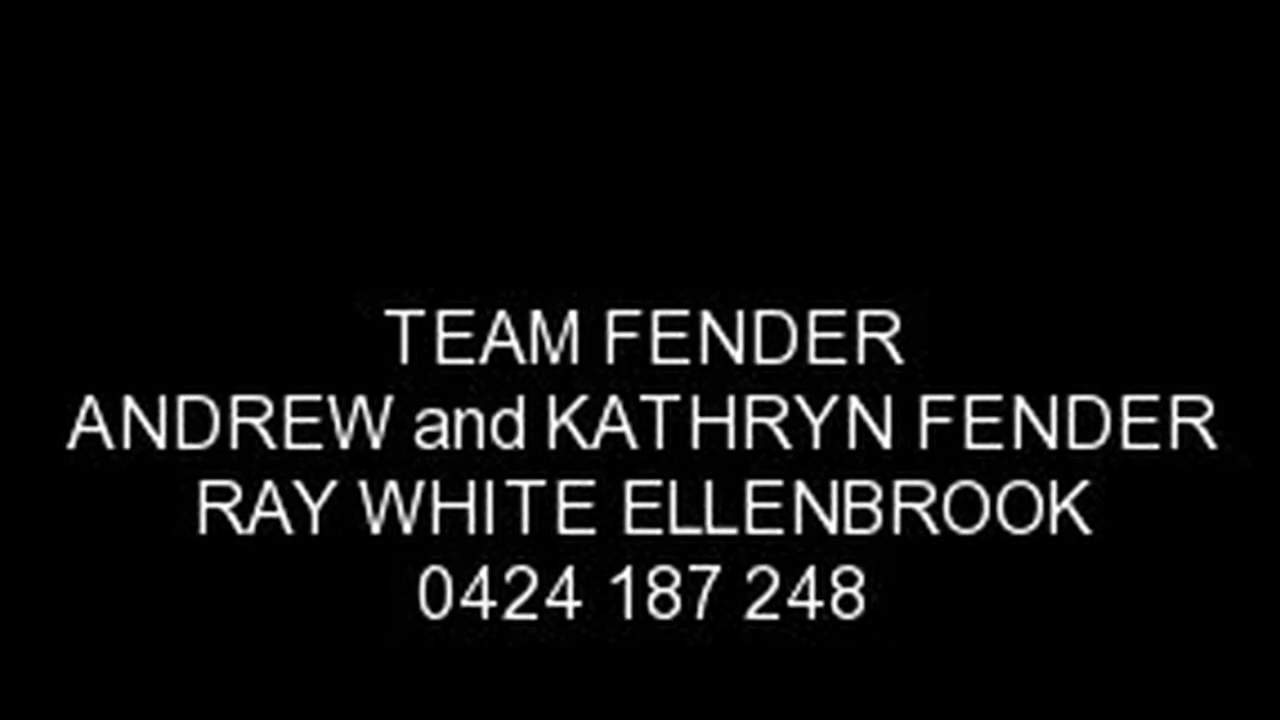 TEAM FENDER
ANDREW and KATHRYN FENDER
RAY WHITE ELLENBROOK
0424 187 248